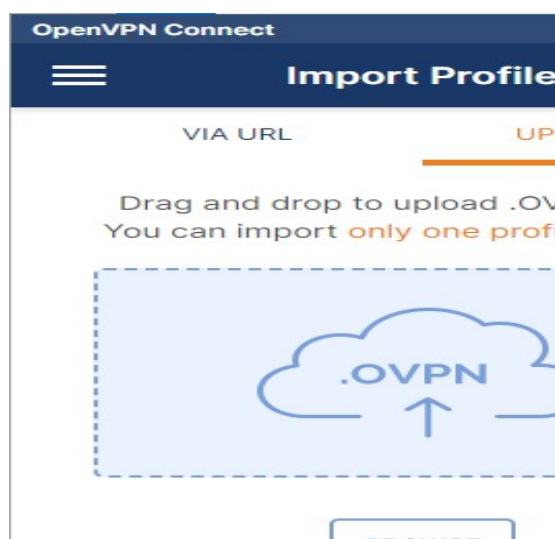 OpenVPN Connect
Import Profile
VIA URL UP
Drag and drop to upload .OV
You can import only one profi
.OVPN